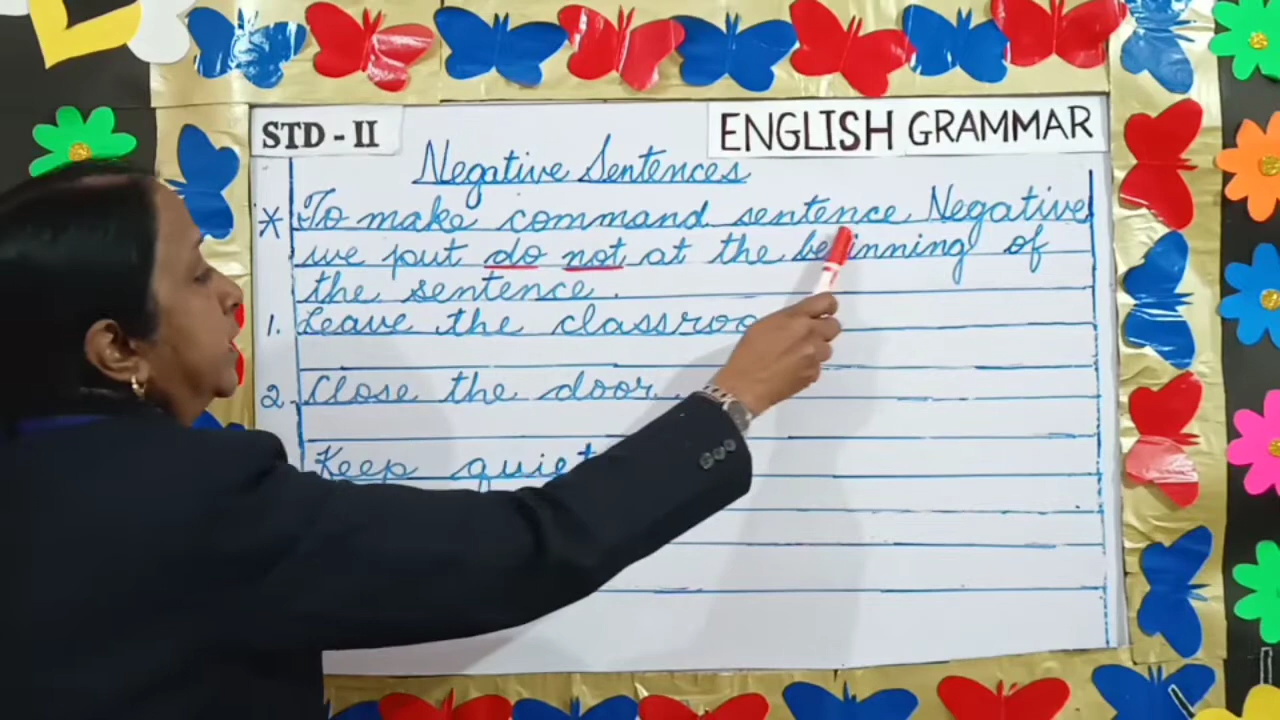 STD - II
ENGLISH GRAMMAR
Negative Sentences
* To make command sentence Negative
we put do not at the beginning of
the sentence.
1. Leave the
2. Close the door.
Keep quiet